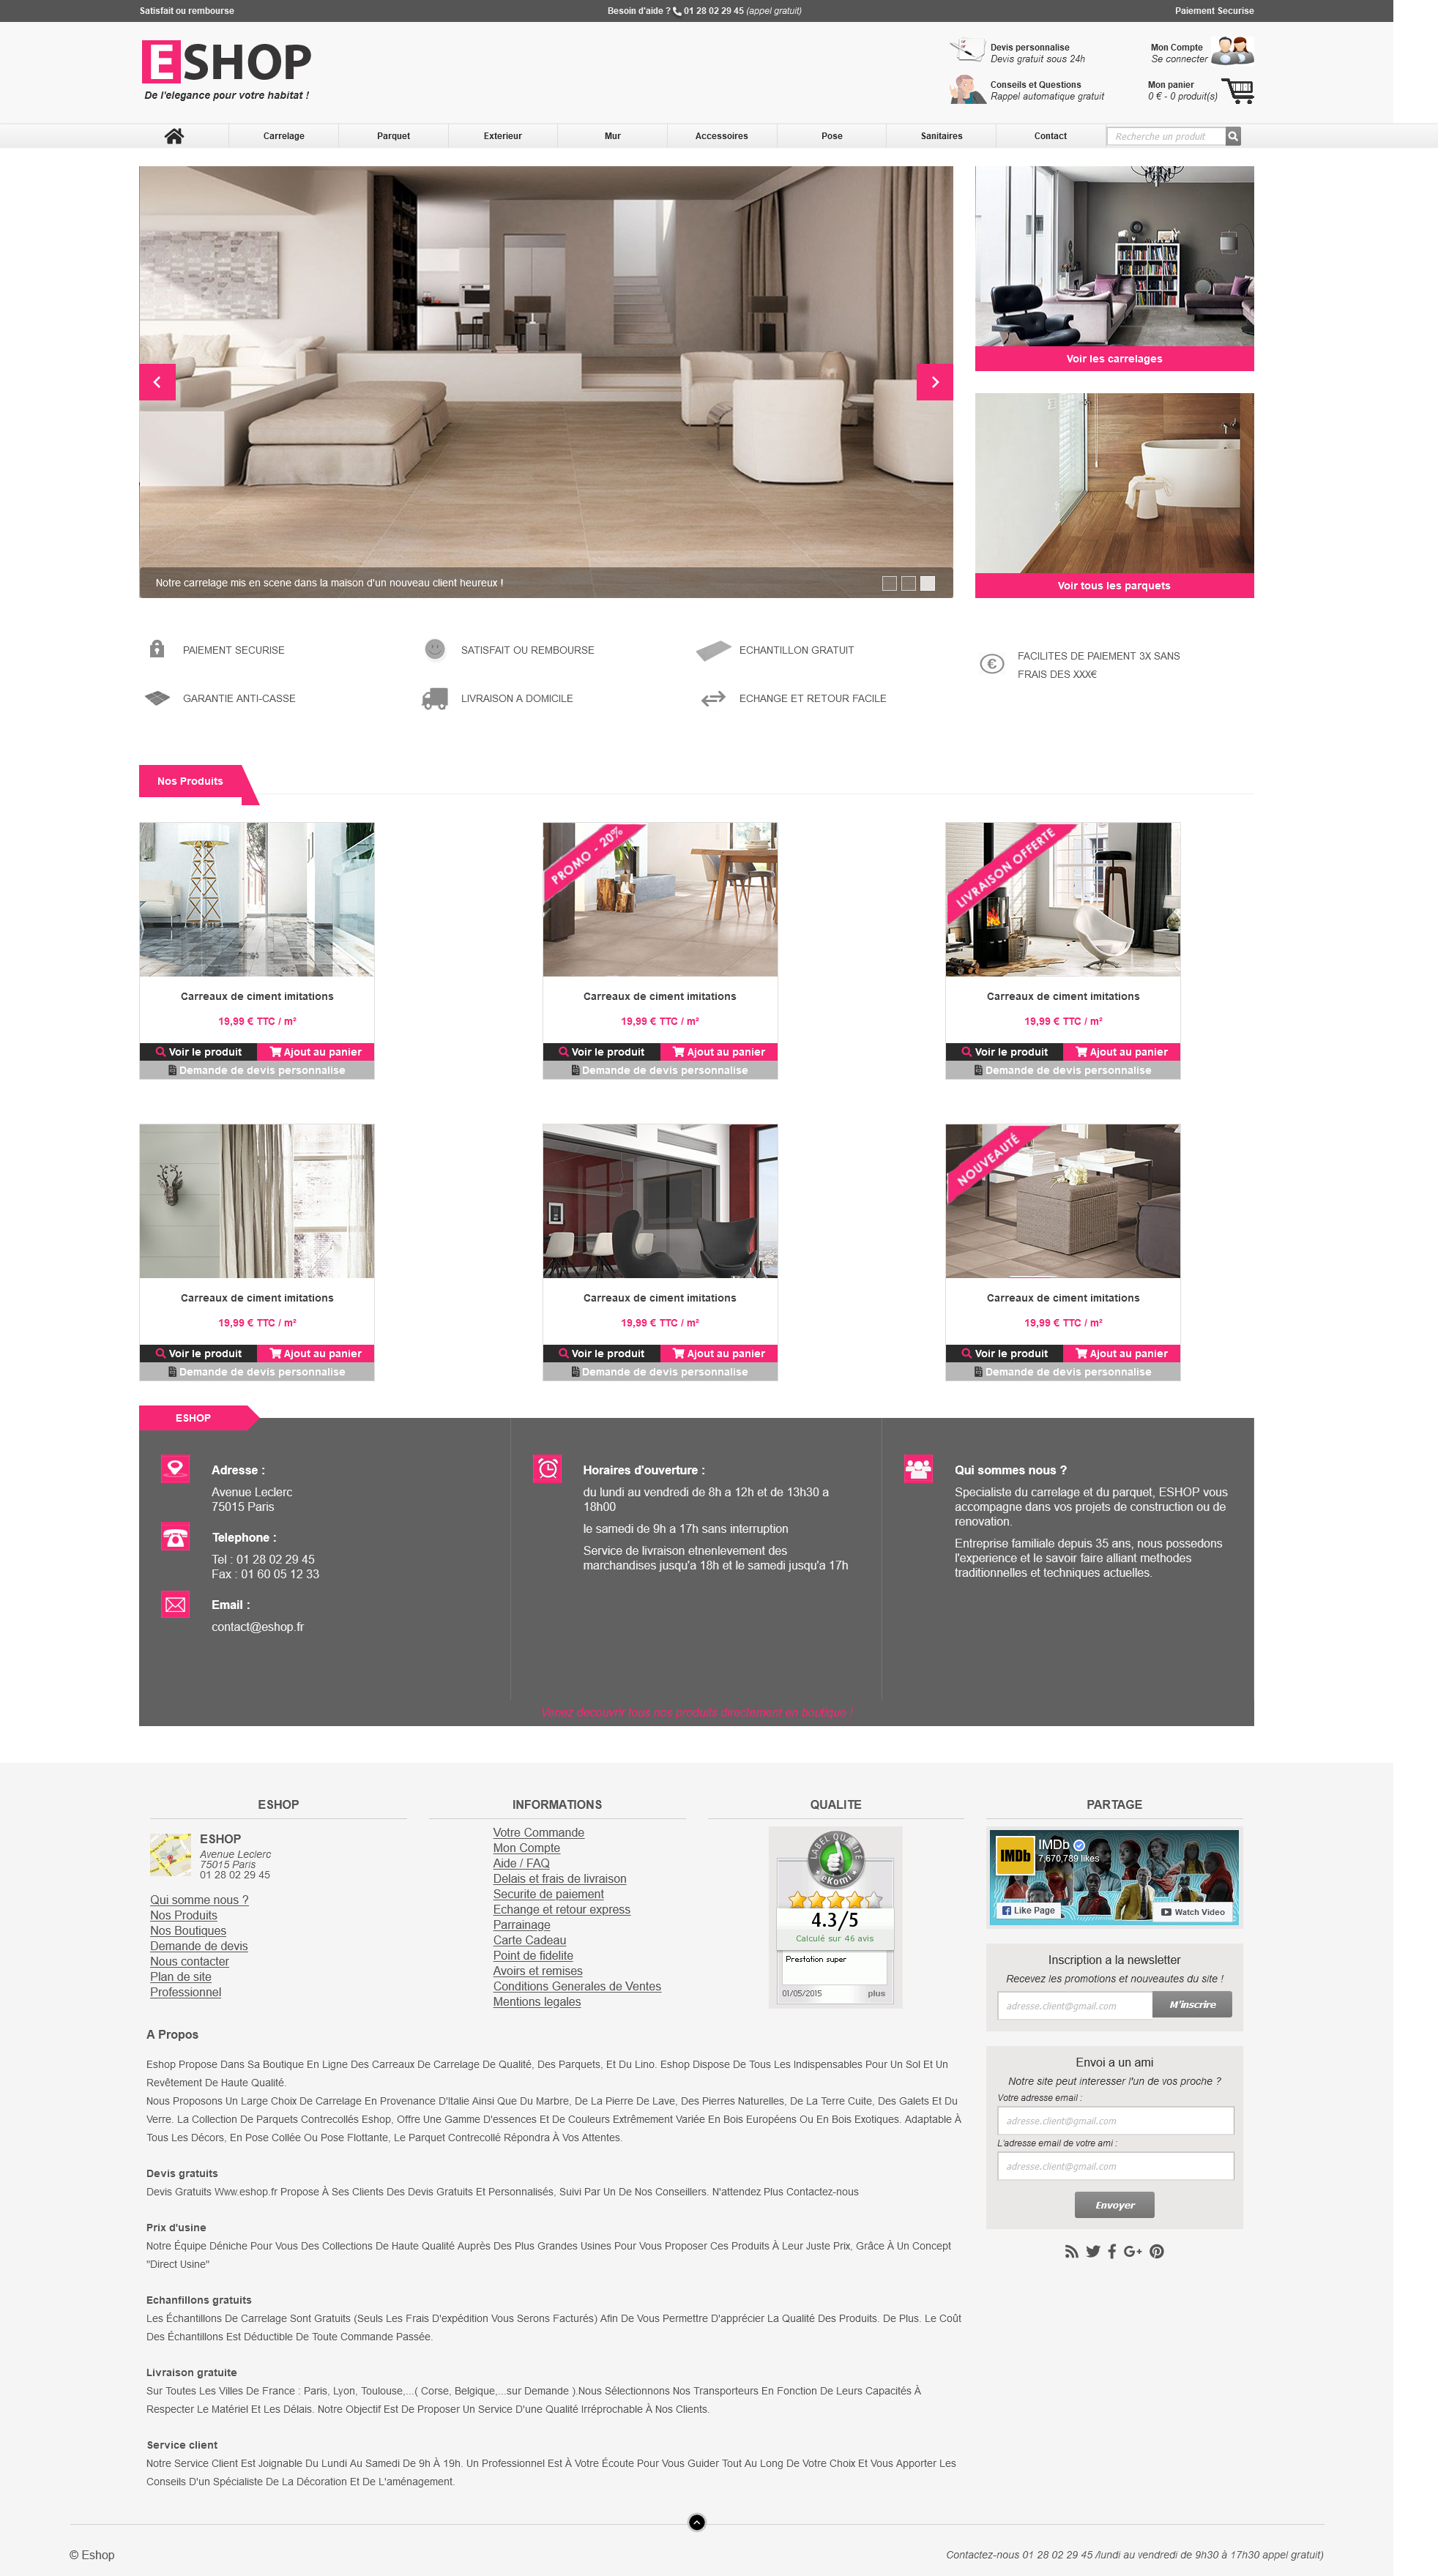 Satisfait ou rembourse
Besoin d'aide ? 01 28 02 29 45 (appel gratuit)
Paiement Securise
ESHOP
De l'elegance pour votre habitat !
Devis personnalise
Devis gratuit sous 24h
Mon Compte
Se connecter
Conseils et Questions
Rappel automatique gratuit
Mon panier
0 € - 0 produit(s)
Carrelage
Parquet
Exterieur
Mur
Accessoires
Pose
Sanitaires
Contact
Recherche un produit
Voir les carrelages
Voir tous les parquets
Notre carrelage mis en scene dans la maison d'un nouveau client heureux !
PAIEMENT SECURISE
SATISFAIT OU REMBOURSE
ECHANTILLON GRATUIT
FACILITES DE PAIEMENT 3X SANS
FRAIS DES XXX€
GARANTIE ANTI-CASSE
LIVRAISON A DOMICILE
ECHANGE ET RETOUR FACILE
Nos Produits
Carreaux de ciment imitations
19,99 € TTC / m²
Voir le produit
Ajout au panier
Demande de devis personnalise
PROMO - 20%
Carreaux de ciment imitations
19,99 € TTC / m²
Voir le produit
Ajout au panier
Demande de devis personnalise
LIVRAISON OFFERTE
Carreaux de ciment imitations
19,99 € TTC / m²
Voir le produit
Ajout au panier
Demande de devis personnalise
Carreaux de ciment imitations
19,99 € TTC / m²
Voir le produit
Ajout au panier
Demande de devis personnalise
Carreaux de ciment imitations
19,99 € TTC / m²
Voir le produit
Ajout au panier
Demande de devis personnalise
NOUVEAUTÉ
Carreaux de ciment imitations
19,99 € TTC / m²
Voir le produit
Ajout au panier
Demande de devis personnalise
ESHOP
Adresse :
Avenue Leclerc
75015 Paris
Telephone :
Tel : 01 28 02 29 45
Fax : 01 60 05 12 33
Email :
contact@eshop.fr
Horaires d'ouverture :
du lundi au vendredi de 8h a 12h et de 13h30 a
18h00
le samedi de 9h a 17h sans interruption
Service de livraison etnenlevement des
marchandises jusqu'a 18h et le samedi jusqu'a 17h
Qui sommes nous ?
Specialiste du carrelage et du parquet, ESHOP vous
accompagne dans vos projets de construction ou de
renovation.
Entreprise familiale depuis 35 ans, nous possedons
l'experience et le savoir faire alliant methodes
traditionnelles et techniques actuelles.
Venez decouvrir tous nos produits directement en boutique !
ESHOP
ESHOP
Avenue Leclerc
75015 Paris
01 28 02 29 45
Qui somme nous ?
Nos Produits
Nos Boutiques
Demande de devis
Nous contacter
Plan de site
Professionnel
INFORMATIONS
Votre Commande
Mon Compte
Aide / FAQ
Delais et frais de livraison
Securite de paiement
Echange et retour express
Parrainage
Carte Cadeau
Point de fidelite
Avoirs et remises
Conditions Generales de Ventes
Mentions legales
QUALITE
LABEL QUALITE
eKomi
4.3/5
Calculé sur 46 avis
Prestation super
01/05/2015
plus
PARTAGE
IMDb
IMDb
7,670,789 likes
Like Page
Watch Video
Inscription a la newsletter
Recevez les promotions et nouveautes du site !
adresse.client@gmail.com
M'inscrire
Envoi a un ami
Notre site peut interesser l'un de vos proche ?
Votre adresse email :
adresse.client@gmail.com
L'adresse email de votre ami :
adresse.client@gmail.com
Envoyer
A Propos
Eshop Propose Dans Sa Boutique En Ligne Des Carreaux De Carrelage De Qualité, Des Parquets, Et Du Lino. Eshop Dispose De Tous Les Indispensables Pour Un Sol Et Un
Revêtement De Haute Qualité.
Nous Proposons Un Large Choix De Carrelage En Provenance D'Italie Ainsi Que Du Marbre, De La Pierre De Lave, Des Pierres Naturelles, De La Terre Cuite, Des Galets Et Du
Verre. La Collection De Parquets Contrecollés Eshop, Offre Une Gamme D'essences Et De Couleurs Extrêmement Variée En Bois Européens Ou En Bois Exotiques. Adaptable À
Tous Les Décors, En Pose Collée Ou Pose Flottante, Le Parquet Contrecollé Répondra À Vos Attentes.
Devis gratuits
Devis Gratuits Www.eshop.fr Propose À Ses Clients Des Devis Gratuits Et Personnalisés, Suivi Par Un De Nos Conseillers. N'attendez Plus Contactez-nous
Prix d'usine
Notre Équipe Déniche Pour Vous Des Collections De Haute Qualité Auprès Des Plus Grandes Usines Pour Vous Proposer Ces Produits À Leur Juste Prix, Grâce À Un Concept
"Direct Usine"
Echanfillons gratuits
Les Échantillons De Carrelage Sont Gratuits (Seuls Les Frais D'expédition Vous Serons Facturés) Afin De Vous Permettre D'apprécier La Qualité Des Produits. De Plus. Le Coût
Des Échantillons Est Déductible De Toute Commande Passée.
Livraison gratuite
Sur Toutes Les Villes De France : Paris, Lyon, Toulouse,...( Corse, Belgique,...sur Demande ).Nous Sélectionnons Nos Transporteurs En Fonction De Leurs Capacités À
Respecter Le Matériel Et Les Délais. Notre Objectif Est De Proposer Un Service D'une Qualité Irréprochable À Nos Clients.
Service client
Notre Service Client Est Joignable Du Lundi Au Samedi De 9h À 19h. Un Professionnel Est À Votre Écoute Pour Vous Guider Tout Au Long De Votre Choix Et Vous Apporter Les
Conseils D'un Spécialiste De La Décoration Et De L'aménagement.
© Eshop
Contactez-nous 01 28 02 29 45 /lundi au vendredi de 9h30 à 17h30 appel gratuit)